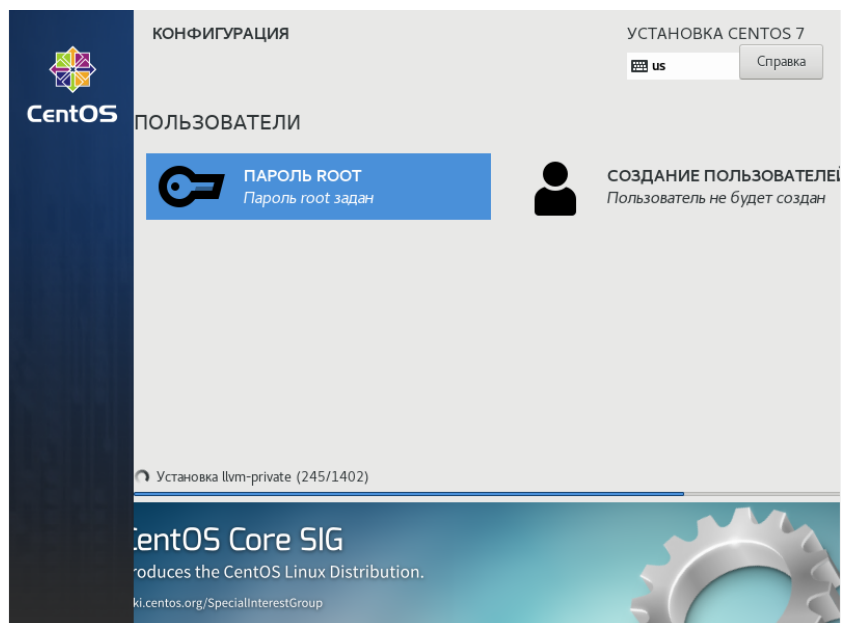 КОНФИГУРАЦИЯ
УСТАНОВКА CENTOS 7
us
Справка
CentOS
ПОЛЬЗОВАТЕЛИ
ПАРОЛЬ ROOT
Пароль root задан
СОЗДАНИЕ ПОЛЬЗОВАТЕЛЕЙ
Пользователь не будет создан
Установка llvm-private (245/1402)
CentOS Core SIG
roduces the CentOS Linux Distribution.
ki.centos.org/SpecialInterestGroup